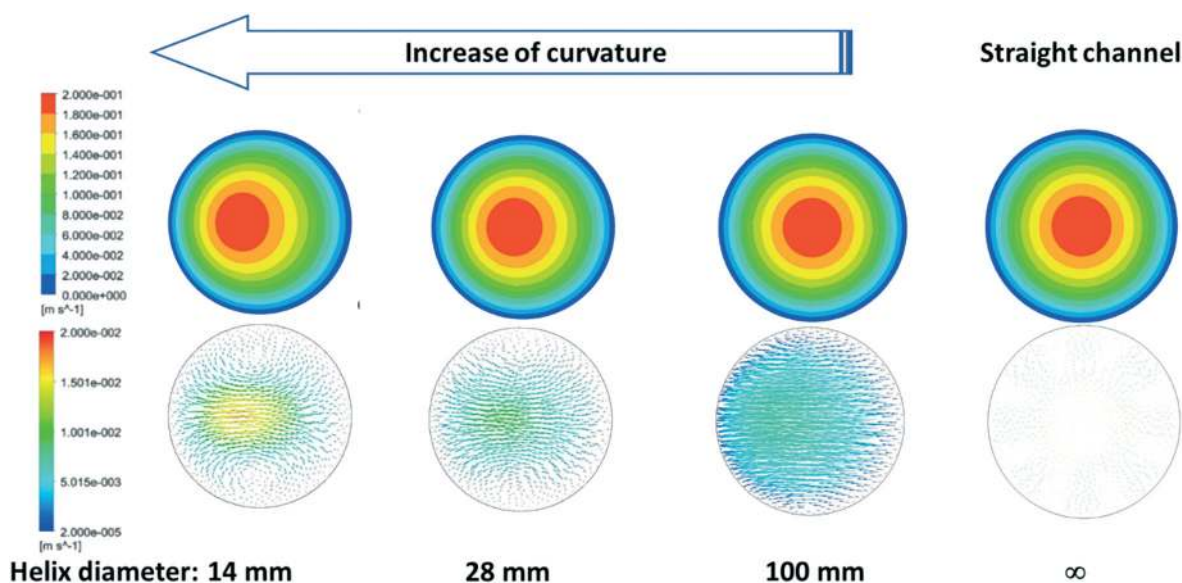 Increase of curvature
Straight channel
2.000e-001
1.800e-001
1.600e-001
1.400e-001
1.200e-001
1.000e-001
8.000e-002
6.000e-002
4.000e-002
2.000e-002
0.000e+000
[m s^-1]
2.000e-002
1.501e-002
1.001e-002
5.015e-003
2.000e-005
[m s^-1]
Helix diameter: 14 mm 28 mm 100 mm ∞